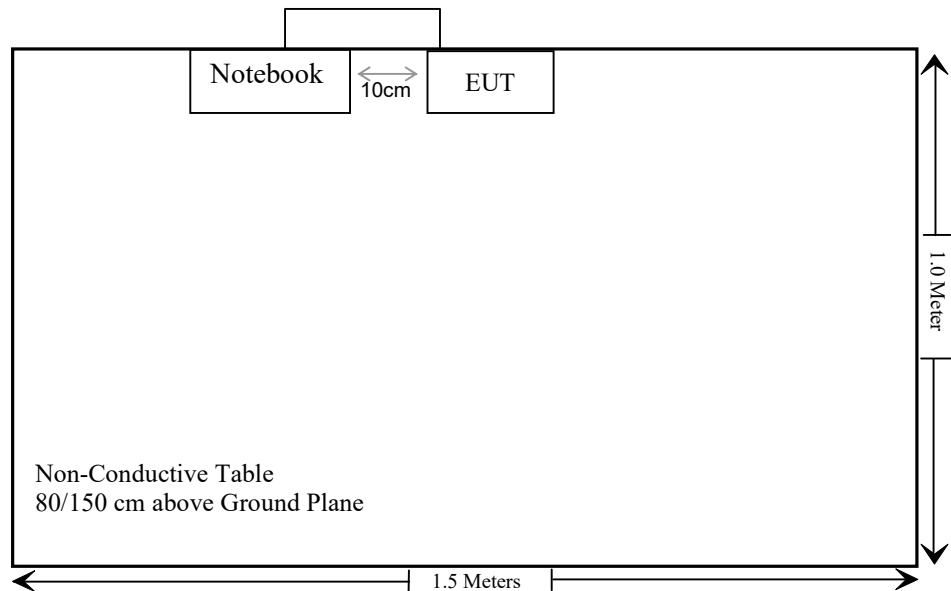 Notebook
10cm
EUT
1.0 Meter
Non-Conductive Table
80/150 cm above Ground Plane
1.5 Meters